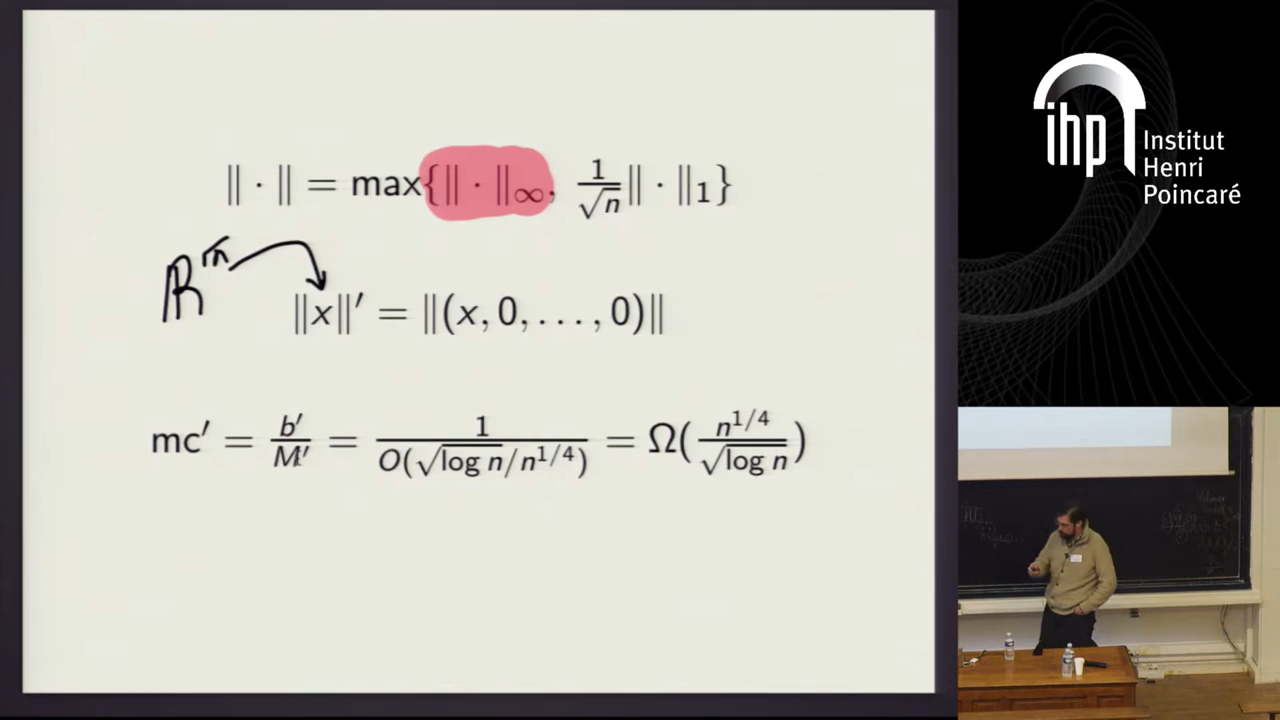 ‖ · ‖ = max{‖ · ‖∞, 1/√n ‖ · ‖1}
ℝ^√n
‖x‖′ = ‖(x, 0, . . . , 0)‖
mc′ = b′/M′ = 1/O(√log n/n^1/4) = Ω(n^1/4/√log n)
ihp
Institut
Henri
Poincaré